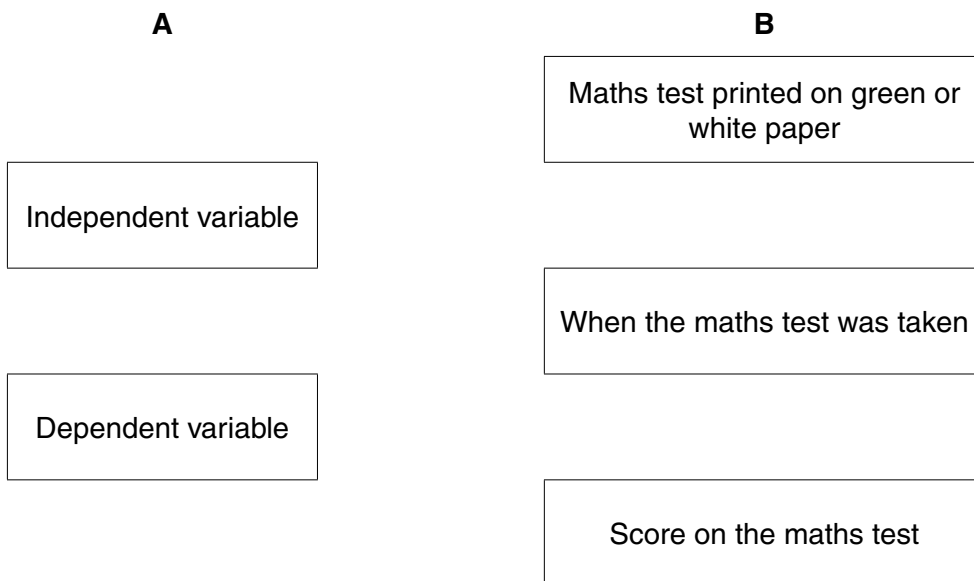 A
B
Maths test printed on green or
white paper
Independent variable
When the maths test was taken
Dependent variable
Score on the maths test